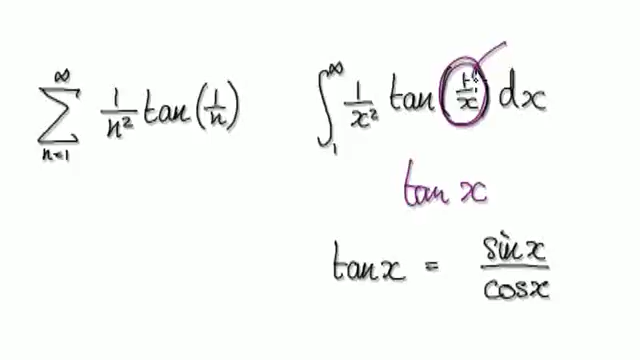 ∑_{n=1}^{∞} 1/n² tan(1/n)
∫_1^∞ 1/x² tan(1/x) dx
tan x
tan x = sin x / cos x